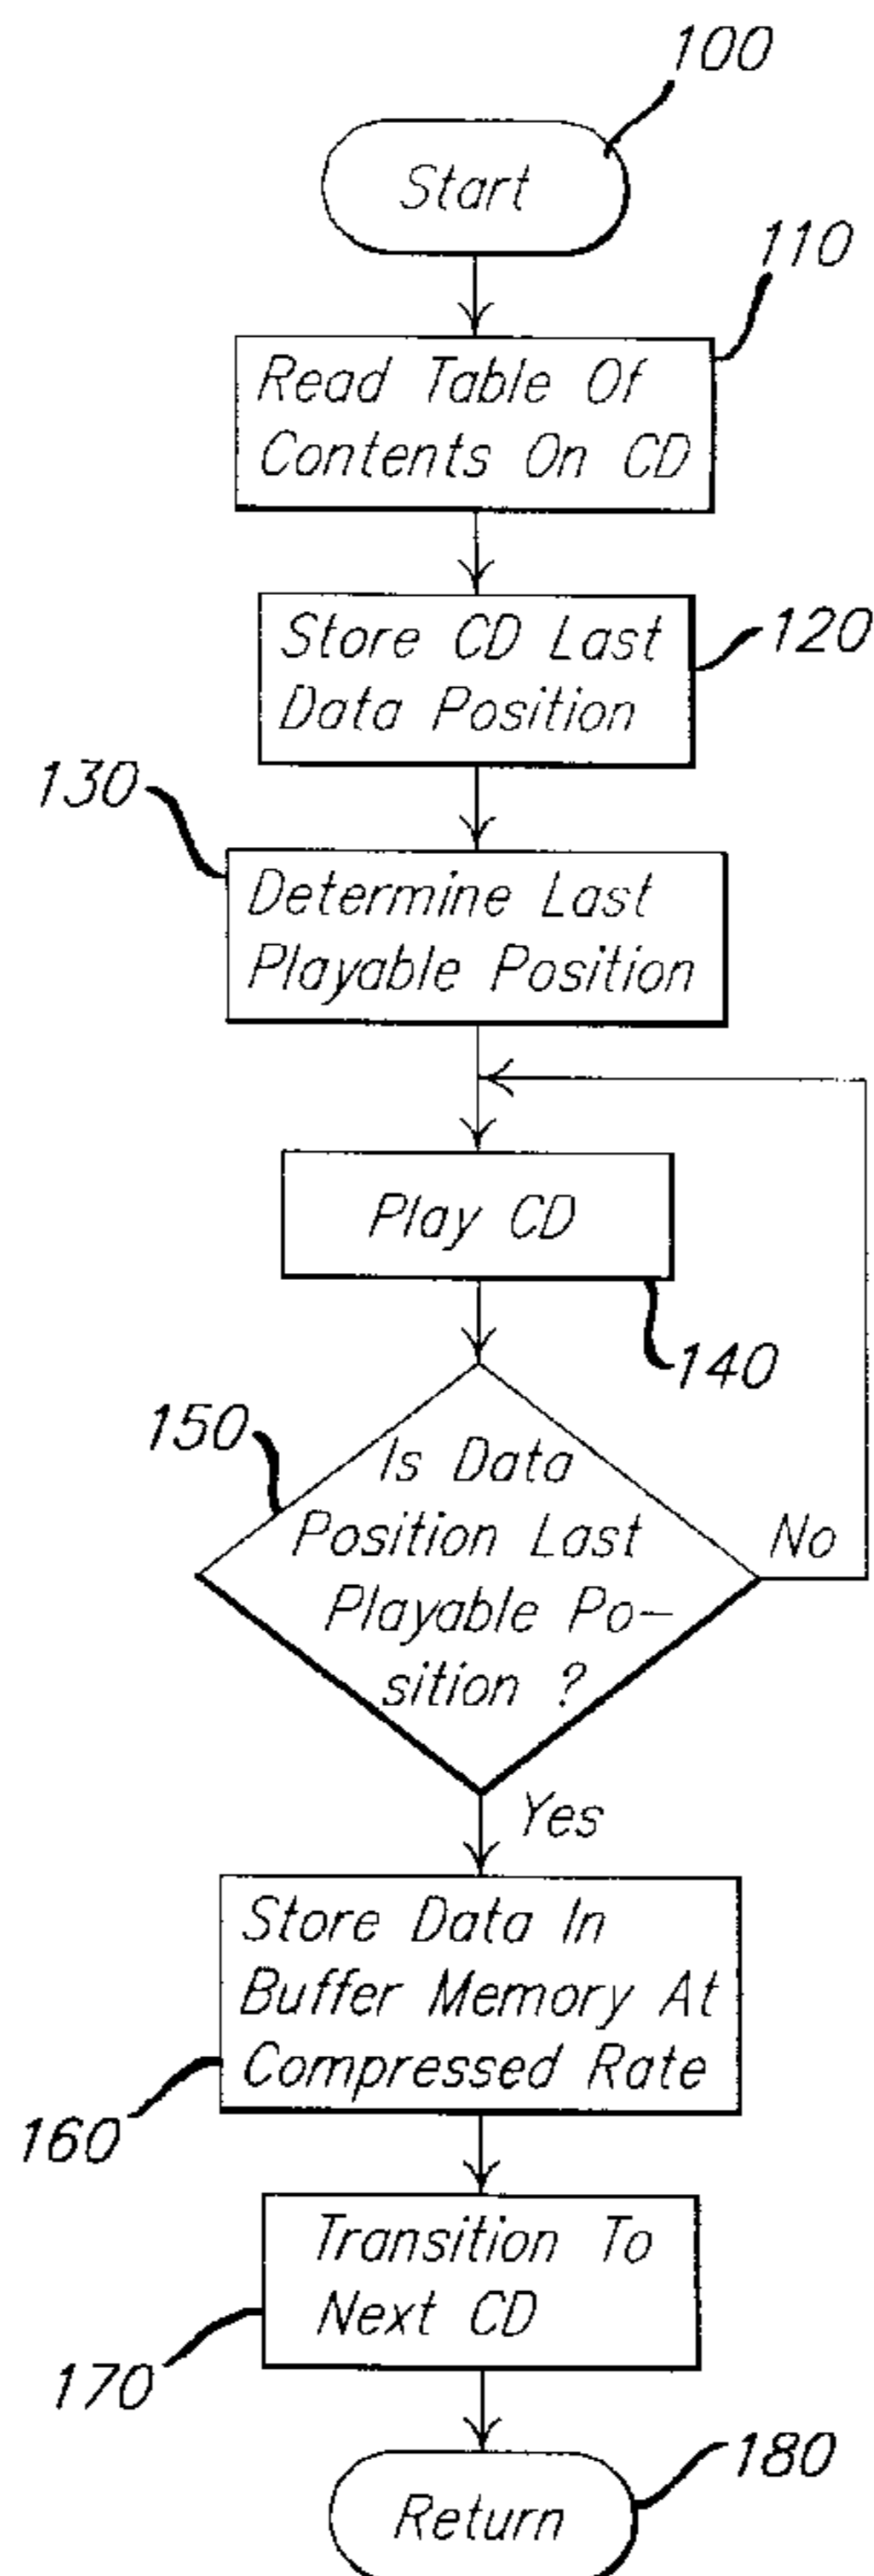 100
Start
110
Read Table Of
Contents On CD
Store CD Last
Data Position
120
130
Determine Last
Playable Position
Play CD
140
150
Is Data
Position Last
Playable Po-
sition ?
No
Yes
Store Data In
Buffer Memory At
Compressed Rate
160
Transition To
Next CD
170
180
Return